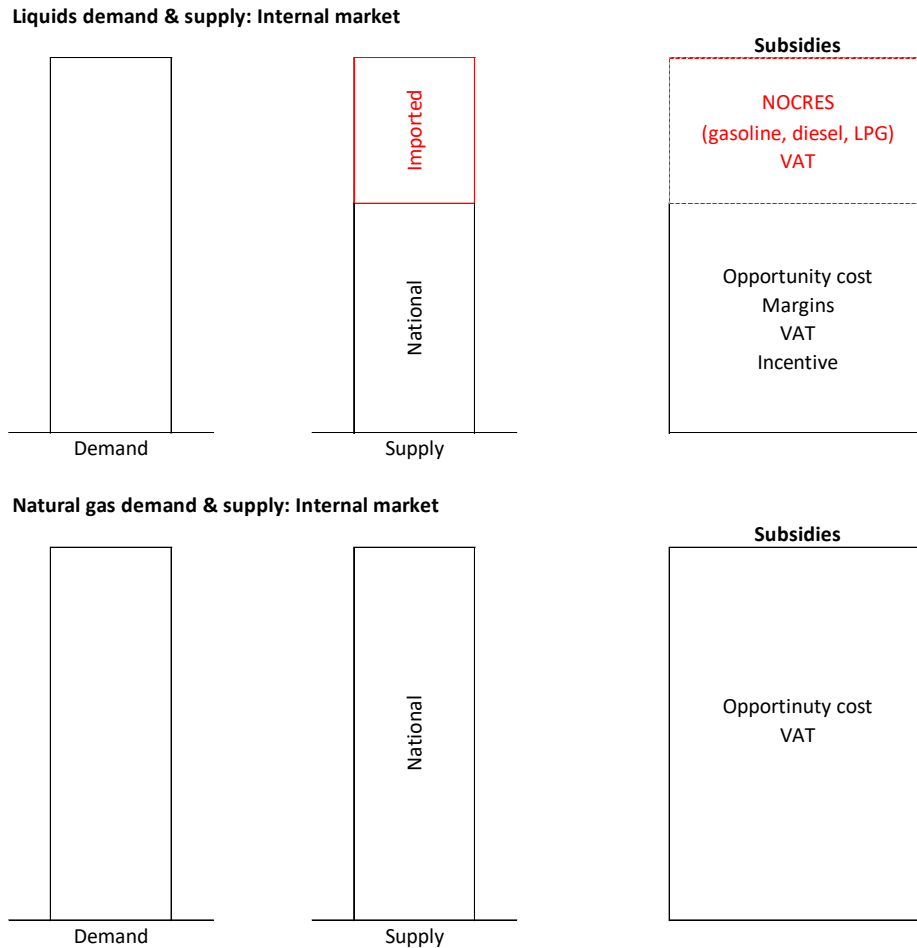 Liquids demand & supply: Internal market
Subsidies
Imported
NOCRES
(gasoline, diesel, LPG)
VAT
National
Opportunity cost
Margins
VAT
Incentive
Demand
Supply
Natural gas demand & supply: Internal market
Subsidies
National
Opportinuty cost
VAT
Demand
Supply